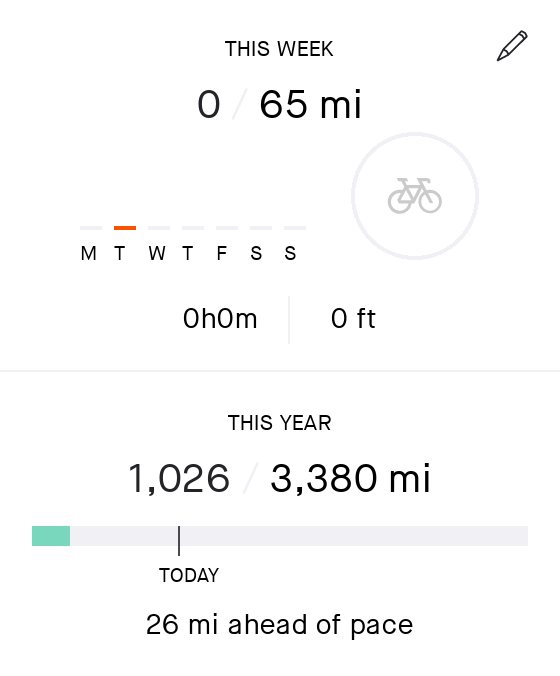 THIS WEEK
0 / 65 mi
M T W T F S S
0h0m | 0 ft
THIS YEAR
1,026 / 3,380 mi
TODAY
26 mi ahead of pace